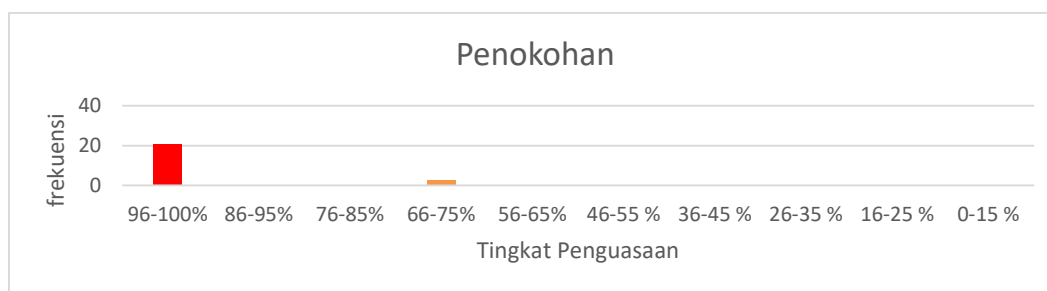 Penokohan
40
20
0
frekuensi
96-100% 86-95% 76-85% 66-75% 56-65% 46-55 % 36-45 % 26-35 % 16-25 % 0-15 %
Tingkat Penguasaan